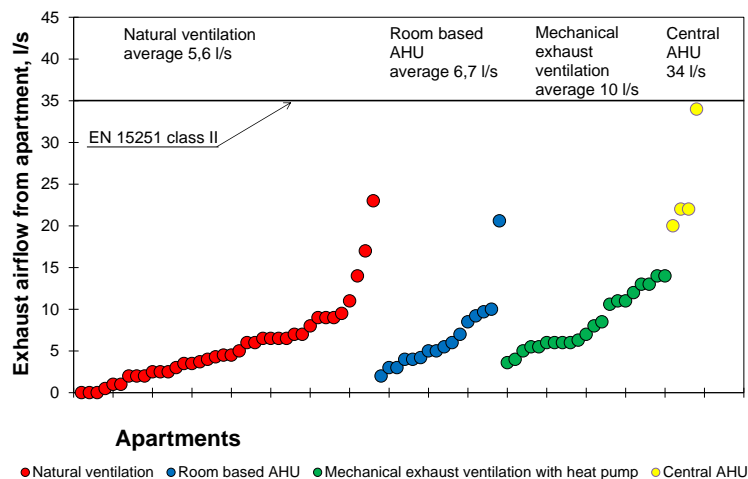 Natural ventilation
average 5,6 l/s
Room based
AHU
average 6,7 l/s
Mechanical
exhaust
ventilation
average 10 l/s
Central
AHU
34 l/s
EN 15251 class II
Exhaust airflow from apartment, l/s
45
40
35
30
25
20
15
10
5
0
Apartments
Natural ventilation
Room based AHU
Mechanical exhaust ventilation with heat pump
Central AHU